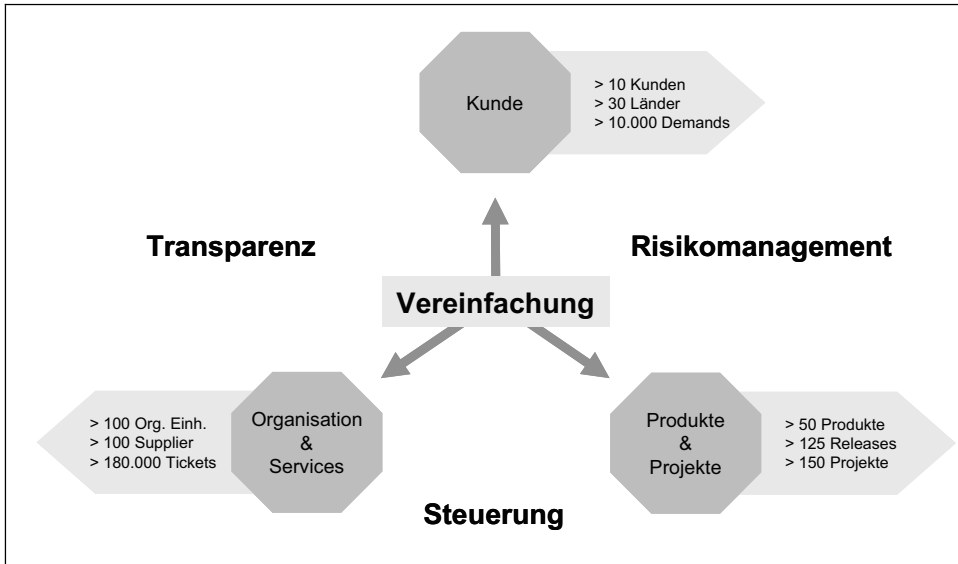 Kunde
> 10 Kunden
> 30 Länder
> 10.000 Demands
Transparenz
Risikomanagement
Vereinfachung
> 100 Org. Einh.
> 100 Supplier
> 180.000 Tickets
Organisation
&
Services
Produkte
&
Projekte
> 50 Produkte
> 125 Releases
> 150 Projekte
Steuerung